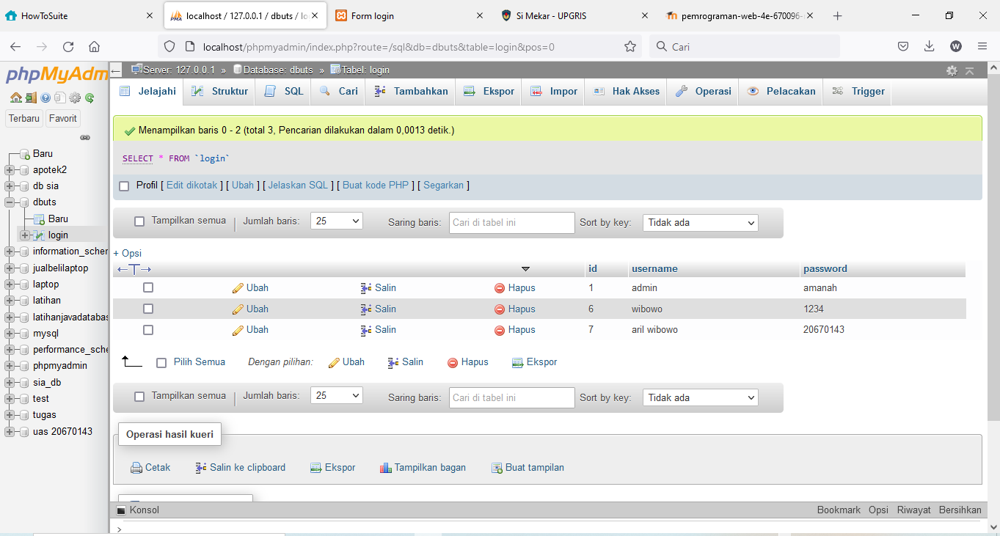 HowToSuite
localhost / 127.0.0.1 / dbuts / lo
Form login
Si Mekar - UPGRIS
pemrograman-web-4e-670096-
localhost/phpmyadmin/index.php?route=/sql&db=dbuts&table=login&pos=0
Cari
W
phpMyAdm
Server: 127.0.0.1 » Database: dbuts » Tabel: login
Jelajahi Struktur SQL Cari Tambahkan Ekspor Impor Hak Akses Operasi Pelacakan Trigger
Terbaru Favorit
Baru
apotek2
db sia
dbuts
Baru
login
information_scher
jualbelilaptop
laptop
latihan
latihanjavadatabas
mysql
performance_sche
phpmyadmin
sia_db
test
tugas
uas 20670143
Menampilkan baris 0 - 2 (total 3, Pencarian dilakukan dalam 0,0013 detik.)
SELECT * FROM `login`
Profil [ Edit dikotak ] [ Ubah ] [ Jelaskan SQL ] [ Buat kode PHP ] [ Segarkan ]
Tampilkan semua | Jumlah baris: 25 Saring baris: Cari di tabel ini Sort by key: Tidak ada
+ Opsi
←T→ id username password
Ubah Salin Hapus 1 admin amanah
Ubah Salin Hapus 6 wibowo 1234
Ubah Salin Hapus 7 aril wibowo 20670143
Pilih Semua Dengan pilihan: Ubah Salin Hapus Ekspor
Tampilkan semua | Jumlah baris: 25 Saring baris: Cari di tabel ini Sort by key: Tidak ada
Operasi hasil kueri
Cetak Salin ke clipboard Ekspor Tampilkan bagan Buat tampilan
Konsol Bookmark Opsi Riwayat Bersihkan
>